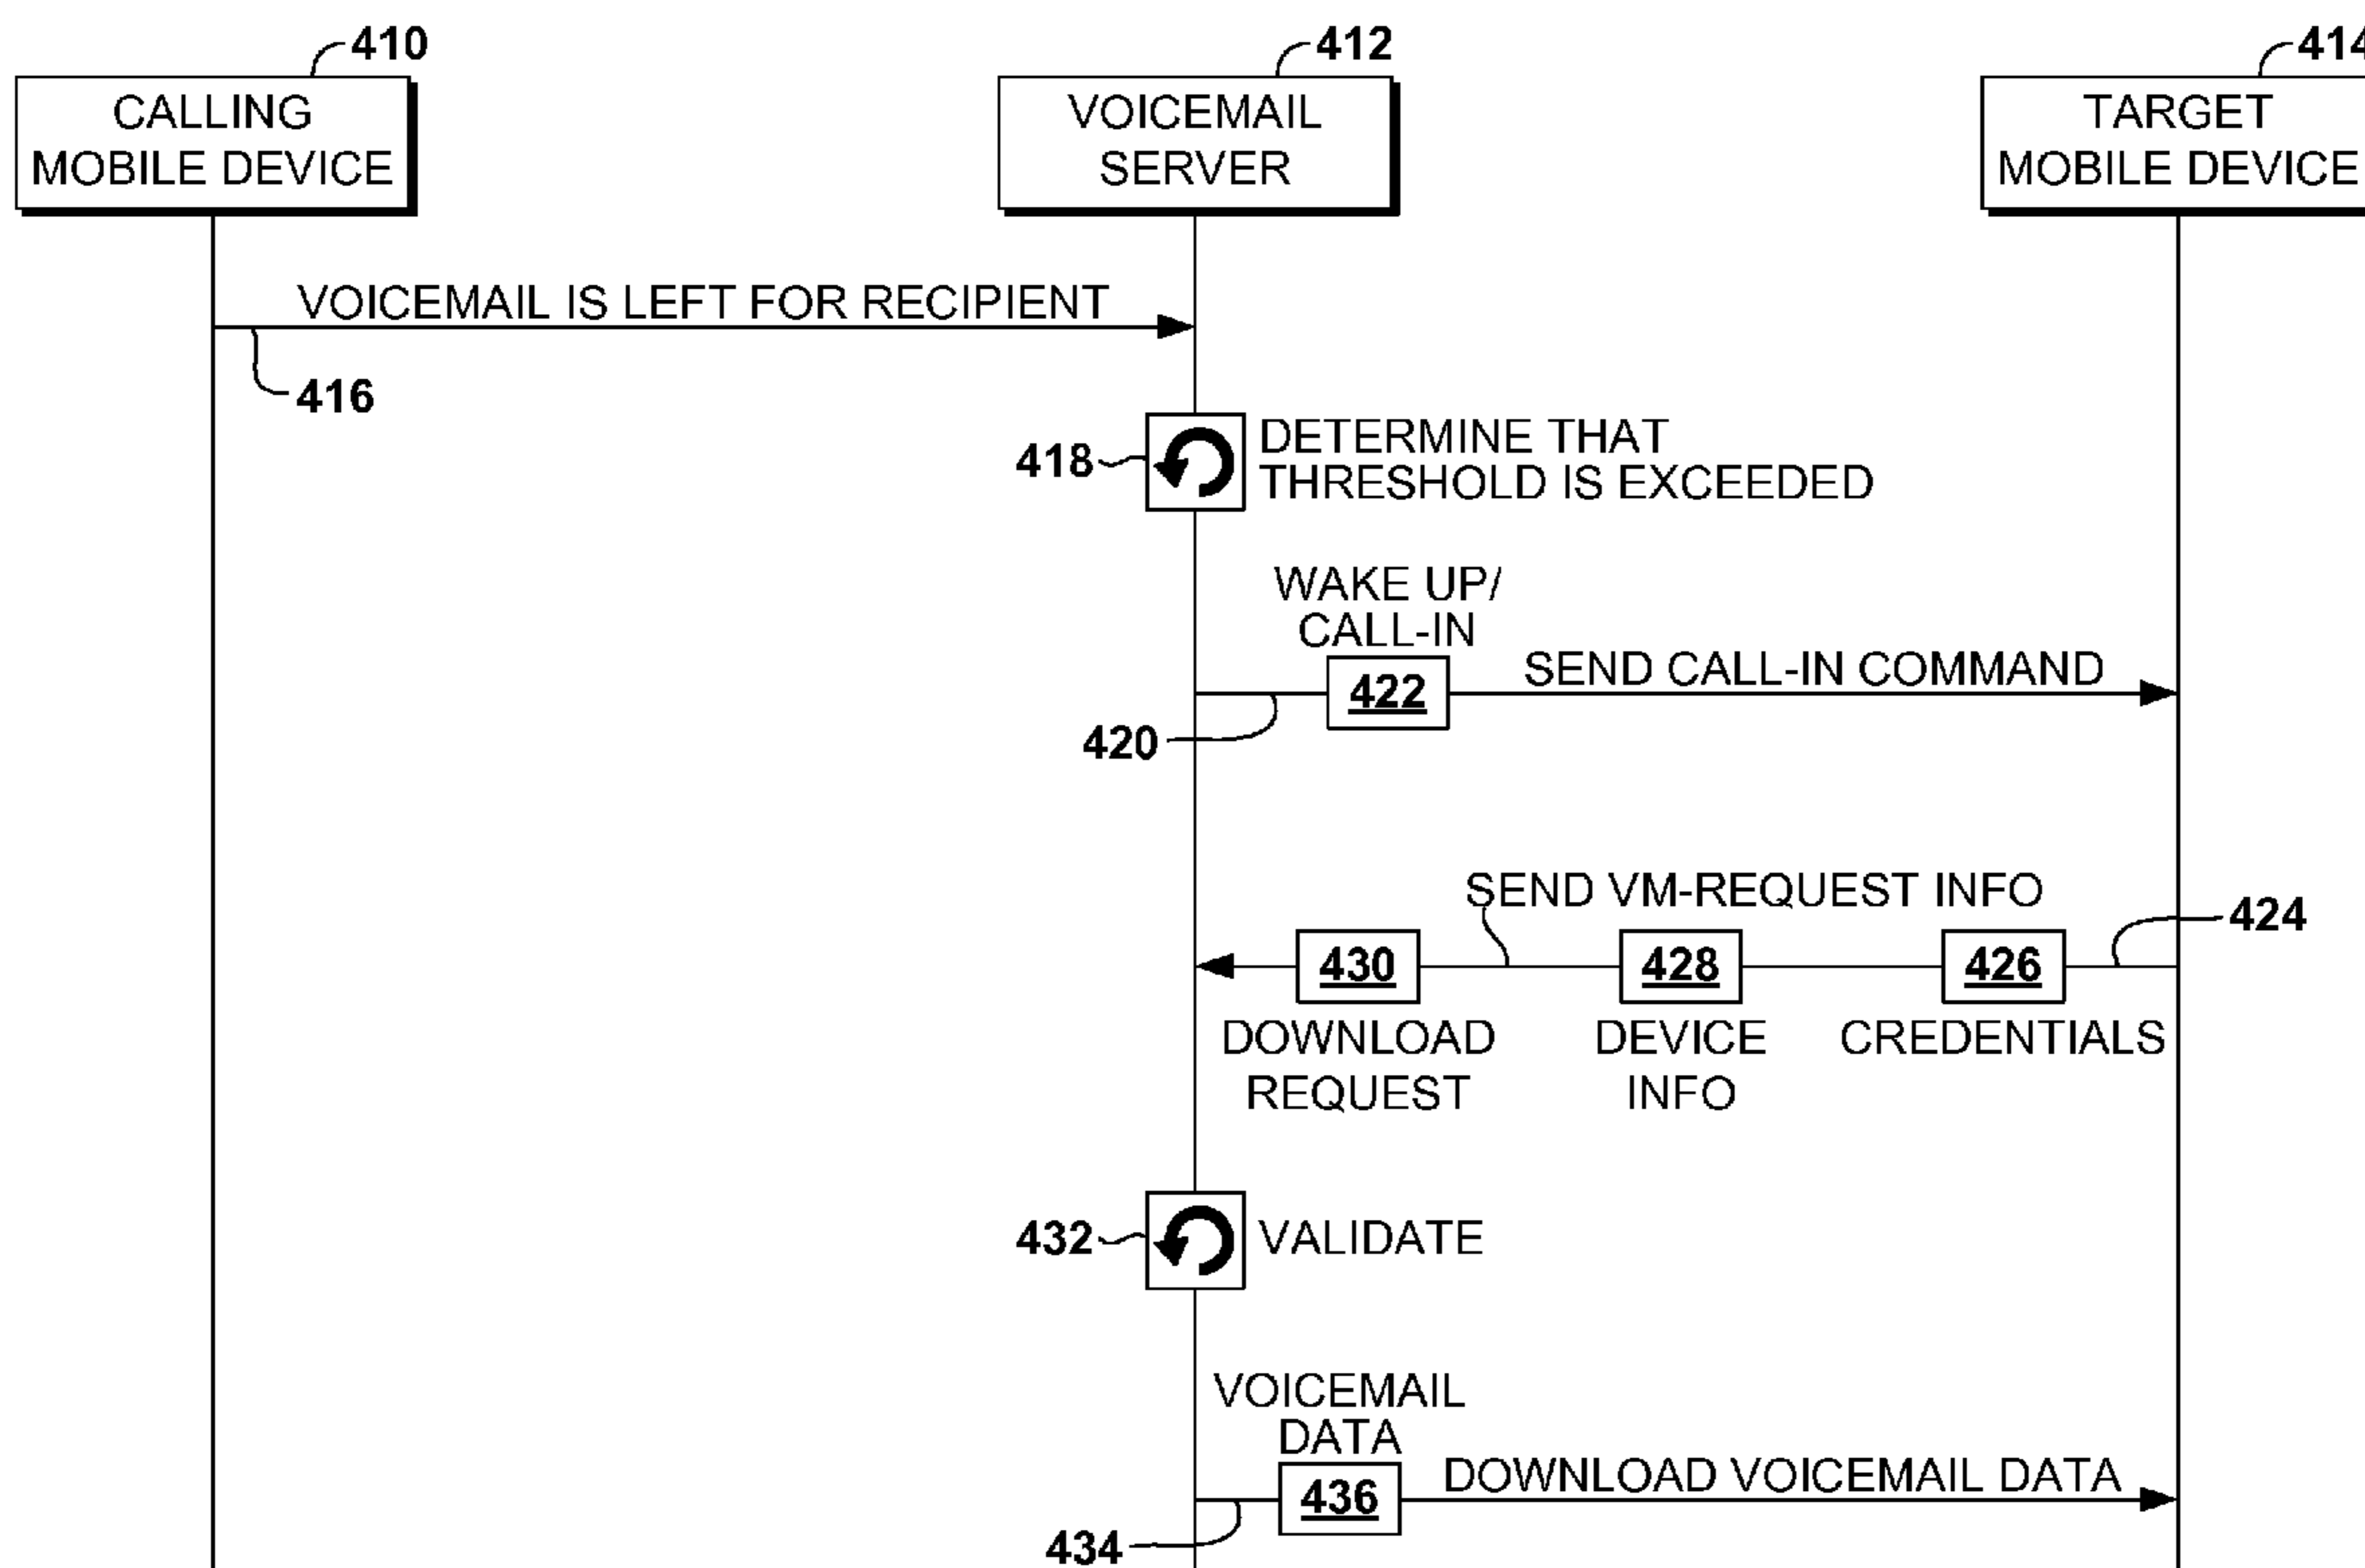 410
412
414
CALLING
MOBILE DEVICE
VOICEMAIL
SERVER
TARGET
MOBILE DEVICE
VOICEMAIL IS LEFT FOR RECIPIENT
416
418
DETERMINE THAT
THRESHOLD IS EXCEEDED
WAKE UP/
CALL-IN
422
SEND CALL-IN COMMAND
420
SEND VM-REQUEST INFO
424
430
428
426
DOWNLOAD
REQUEST
DEVICE
INFO
CREDENTIALS
432
VALIDATE
VOICEMAIL
DATA
436
DOWNLOAD VOICEMAIL DATA
434